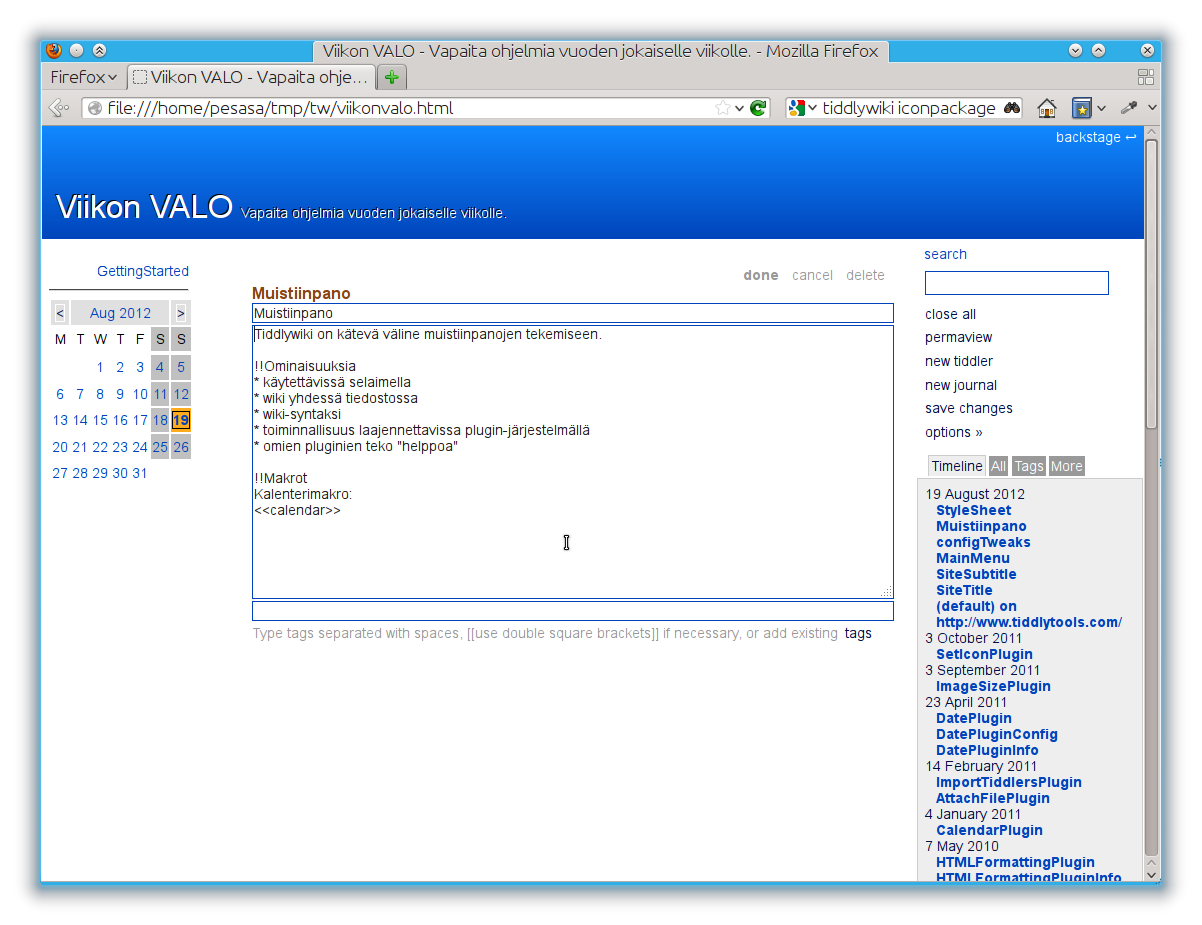 Viikon VALO - Vapaita ohjelmia vuoden jokaiselle viikolle. - Mozilla Firefox
Firefox
Viikon VALO - Vapaita ohje...
file:///home/pesasa/tmp/tw/viikonvalo.html
tiddlywiki iconpackage
backstage ↩
Viikon VALO Vapaita ohjelmia vuoden jokaiselle viikolle.
GettingStarted
< Aug 2012 >
M T W T F S S
1 2 3 4 5
6 7 8 9 10 11 12
13 14 15 16 17 18 19
20 21 22 23 24 25 26
27 28 29 30 31
done cancel delete
Muistiinpano
Muistiinpano
Tiddlywiki on kätevä väline muistiinpanojen tekemiseen.
!!Ominaisuuksia
* käytettävissä selaimella
* wiki yhdessä tiedostossa
* wiki-syntaksi
* toiminnallisuus laajennettavissa plugin-järjestelmällä
* omien pluginien teko "helppoa"
!!Makrot
Kalenterimakro:
<<calendar>>
Type tags separated with spaces, [[use double square brackets]] if necessary, or add existing tags
search
close all
permaview
new tiddler
new journal
save changes
options »
Timeline All Tags More
19 August 2012
StyleSheet
Muistiinpano
configTweaks
MainMenu
SiteSubtitle
SiteTitle
(default) on
http://www.tiddlytools.com/
3 October 2011
SetIconPlugin
3 September 2011
ImageSizePlugin
23 April 2011
DatePlugin
DatePluginConfig
DatePluginInfo
14 February 2011
ImportTiddlersPlugin
AttachFilePlugin
4 January 2011
CalendarPlugin
7 May 2010
HTMLFormattingPlugin
HTMLFormattingPluginInfo